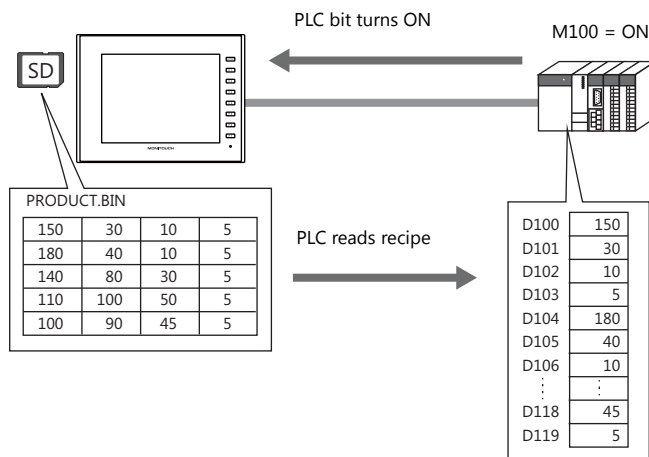 PLC bit turns ON
M100 = ON
SD
MONITOUCH
PRODUCT.BIN
150 30 10 5
180 40 10 5
140 80 30 5
110 100 50 5
100 90 45 5
PLC reads recipe
D100 150
D101 30
D102 10
D103 5
D104 180
D105 40
D106 10
D118 45
D119 5